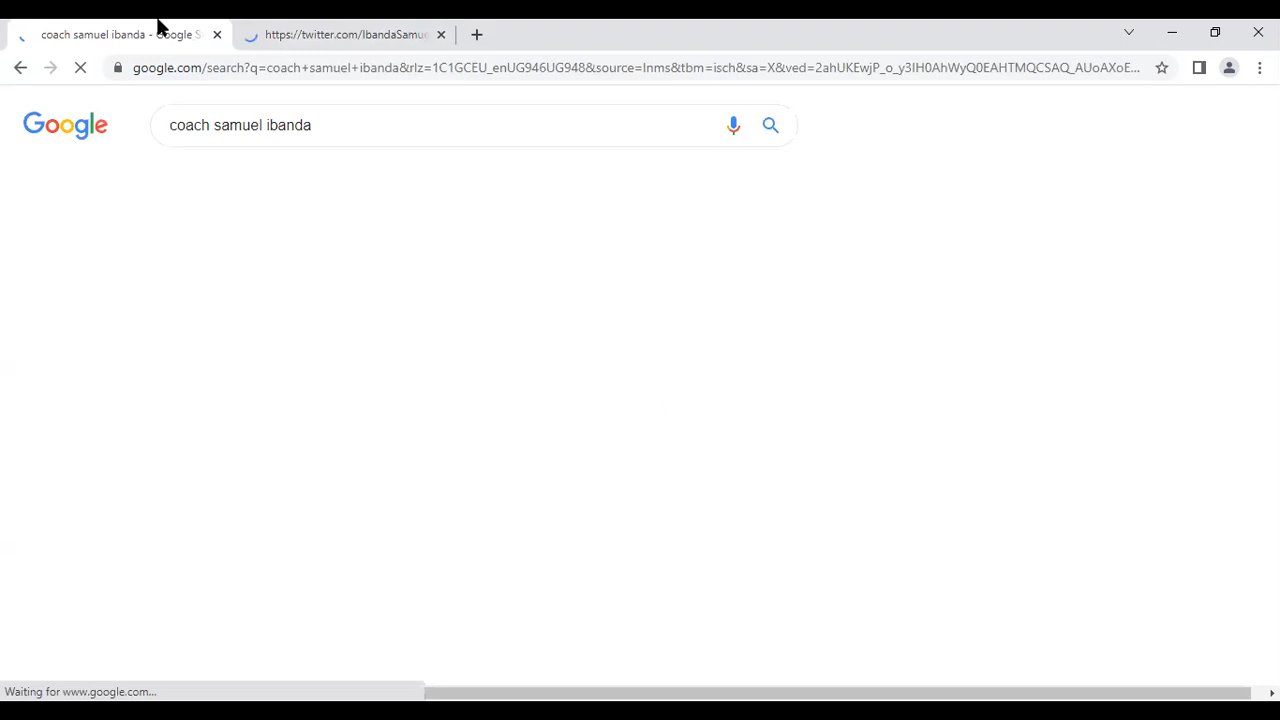 coach samuel ibanda - Google S
https://twitter.com/IbandaSamue
google.com/search?q=coach+samuel+ibanda&rlz=1C1GCEU_enUG946UG948&source=lnms&tbm=isch&sa=X&ved=2ahUKEwjP_o_y3IH0AhWyQ0EAHTMQCSAQ_AUoAXoE...
Google
coach samuel ibanda
Waiting for www.google.com...